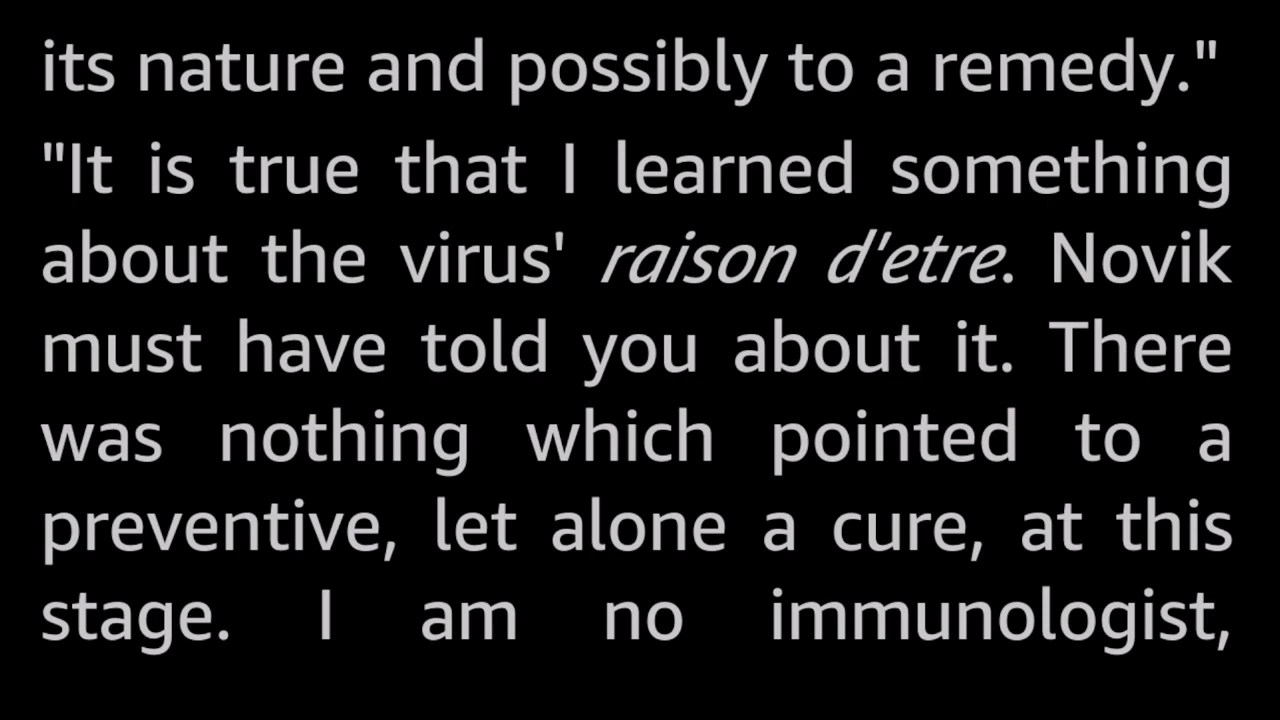 its nature and possibly to a remedy."
"It is true that I learned something
about the virus' raison d'etre. Novik
must have told you about it. There
was nothing which pointed to a
preventive, let alone a cure, at this
stage. I am no immunologist,